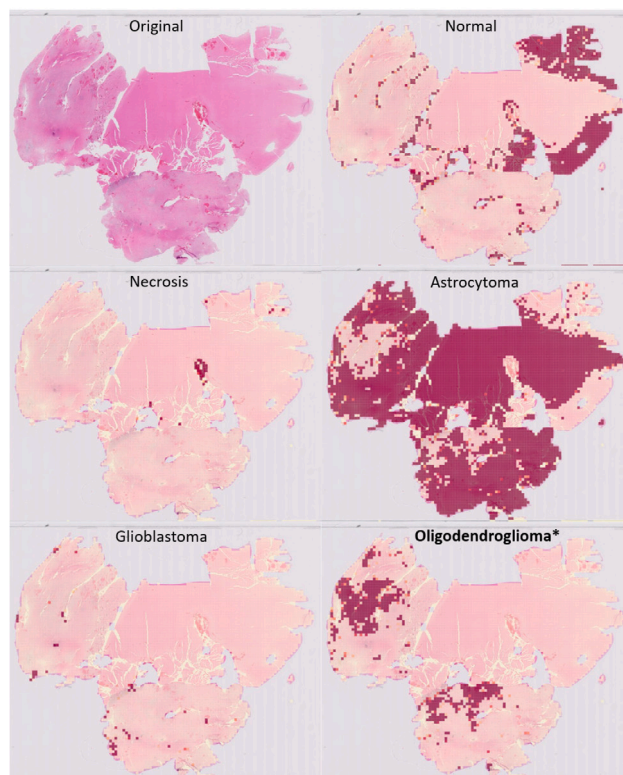 Original
Normal
Necrosis
Astrocytoma
Glioblastoma
Oligodendroglioma*